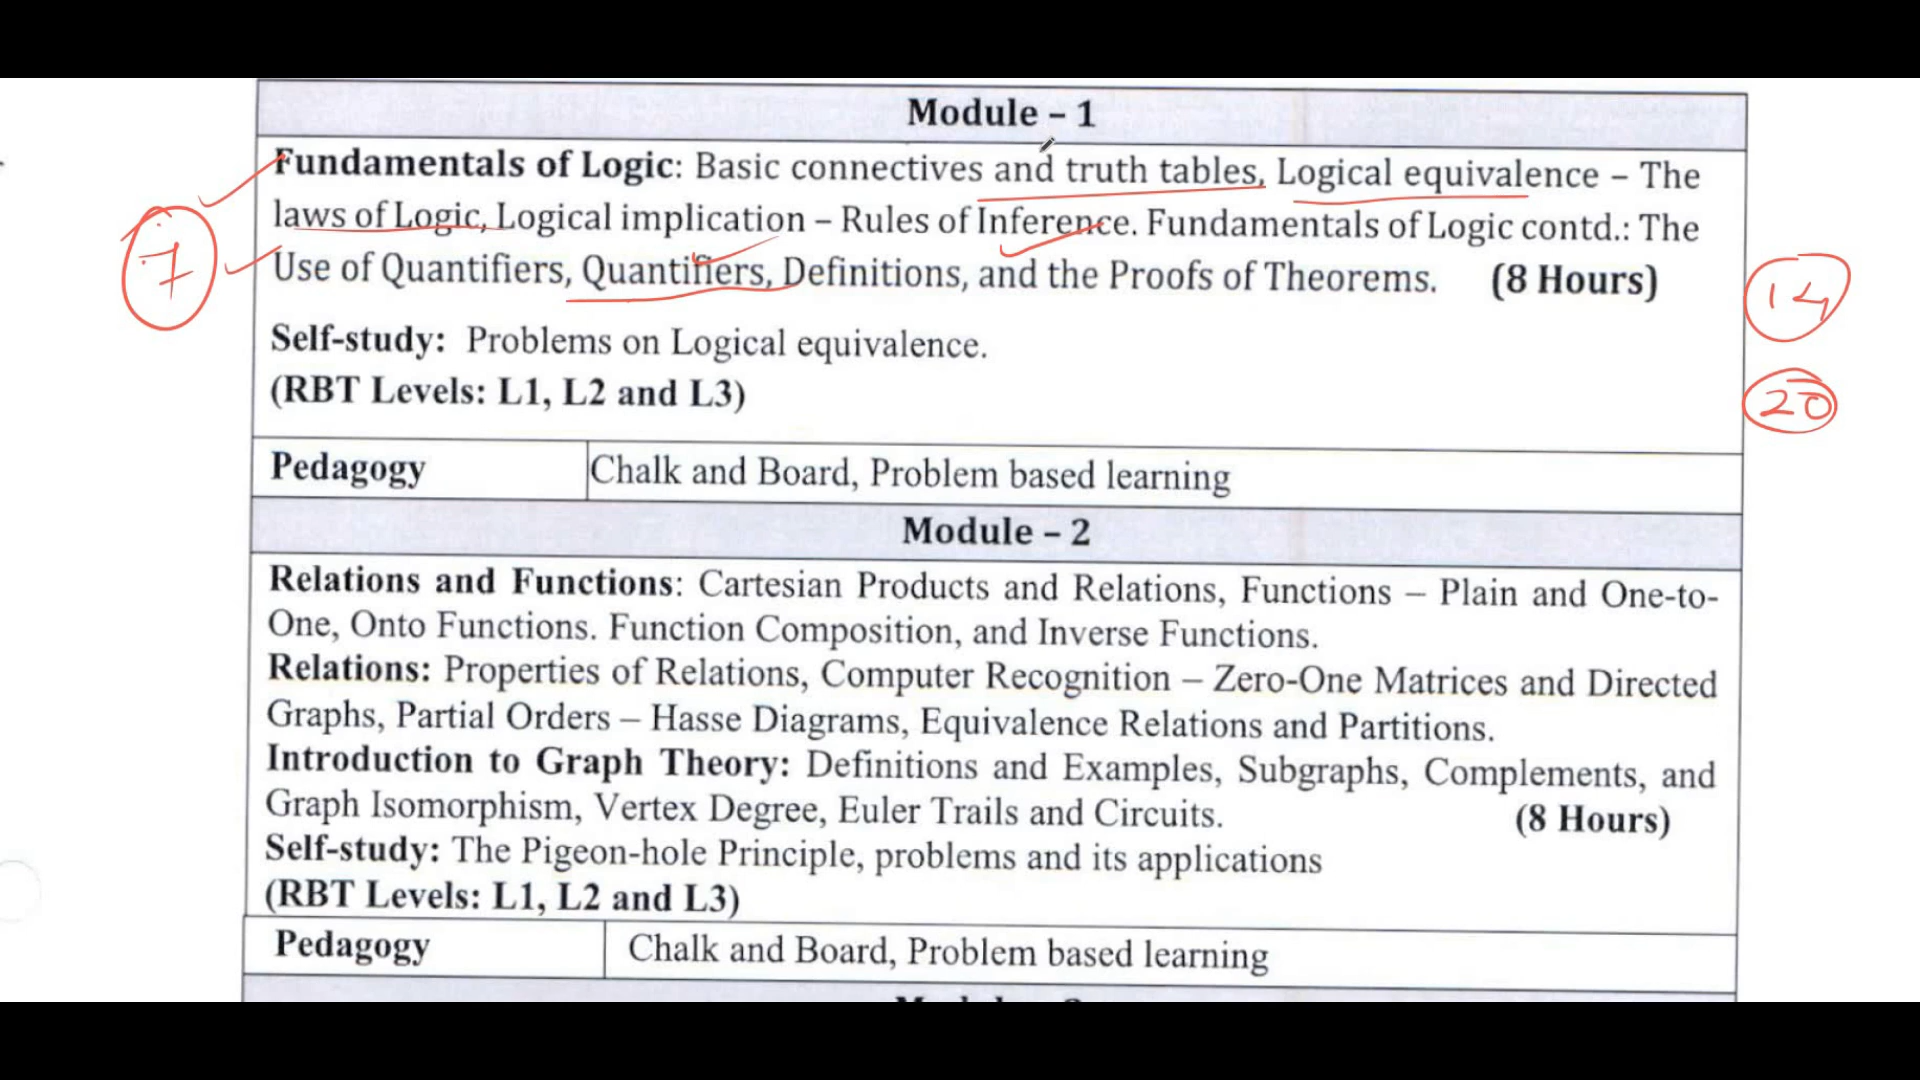 Module – 1
Fundamentals of Logic: Basic connectives and truth tables, Logical equivalence – The
laws of Logic, Logical implication – Rules of Inference. Fundamentals of Logic contd.: The
Use of Quantifiers, Quantifiers, Definitions, and the Proofs of Theorems. (8 Hours)
7
14
Self-study: Problems on Logical equivalence.
(RBT Levels: L1, L2 and L3)
20
Pedagogy Chalk and Board, Problem based learning
Module – 2
Relations and Functions: Cartesian Products and Relations, Functions – Plain and One-to-
One, Onto Functions. Function Composition, and Inverse Functions.
Relations: Properties of Relations, Computer Recognition – Zero-One Matrices and Directed
Graphs, Partial Orders – Hasse Diagrams, Equivalence Relations and Partitions.
Introduction to Graph Theory: Definitions and Examples, Subgraphs, Complements, and
Graph Isomorphism, Vertex Degree, Euler Trails and Circuits. (8 Hours)
Self-study: The Pigeon-hole Principle, problems and its applications
(RBT Levels: L1, L2 and L3)
Pedagogy Chalk and Board, Problem based learning